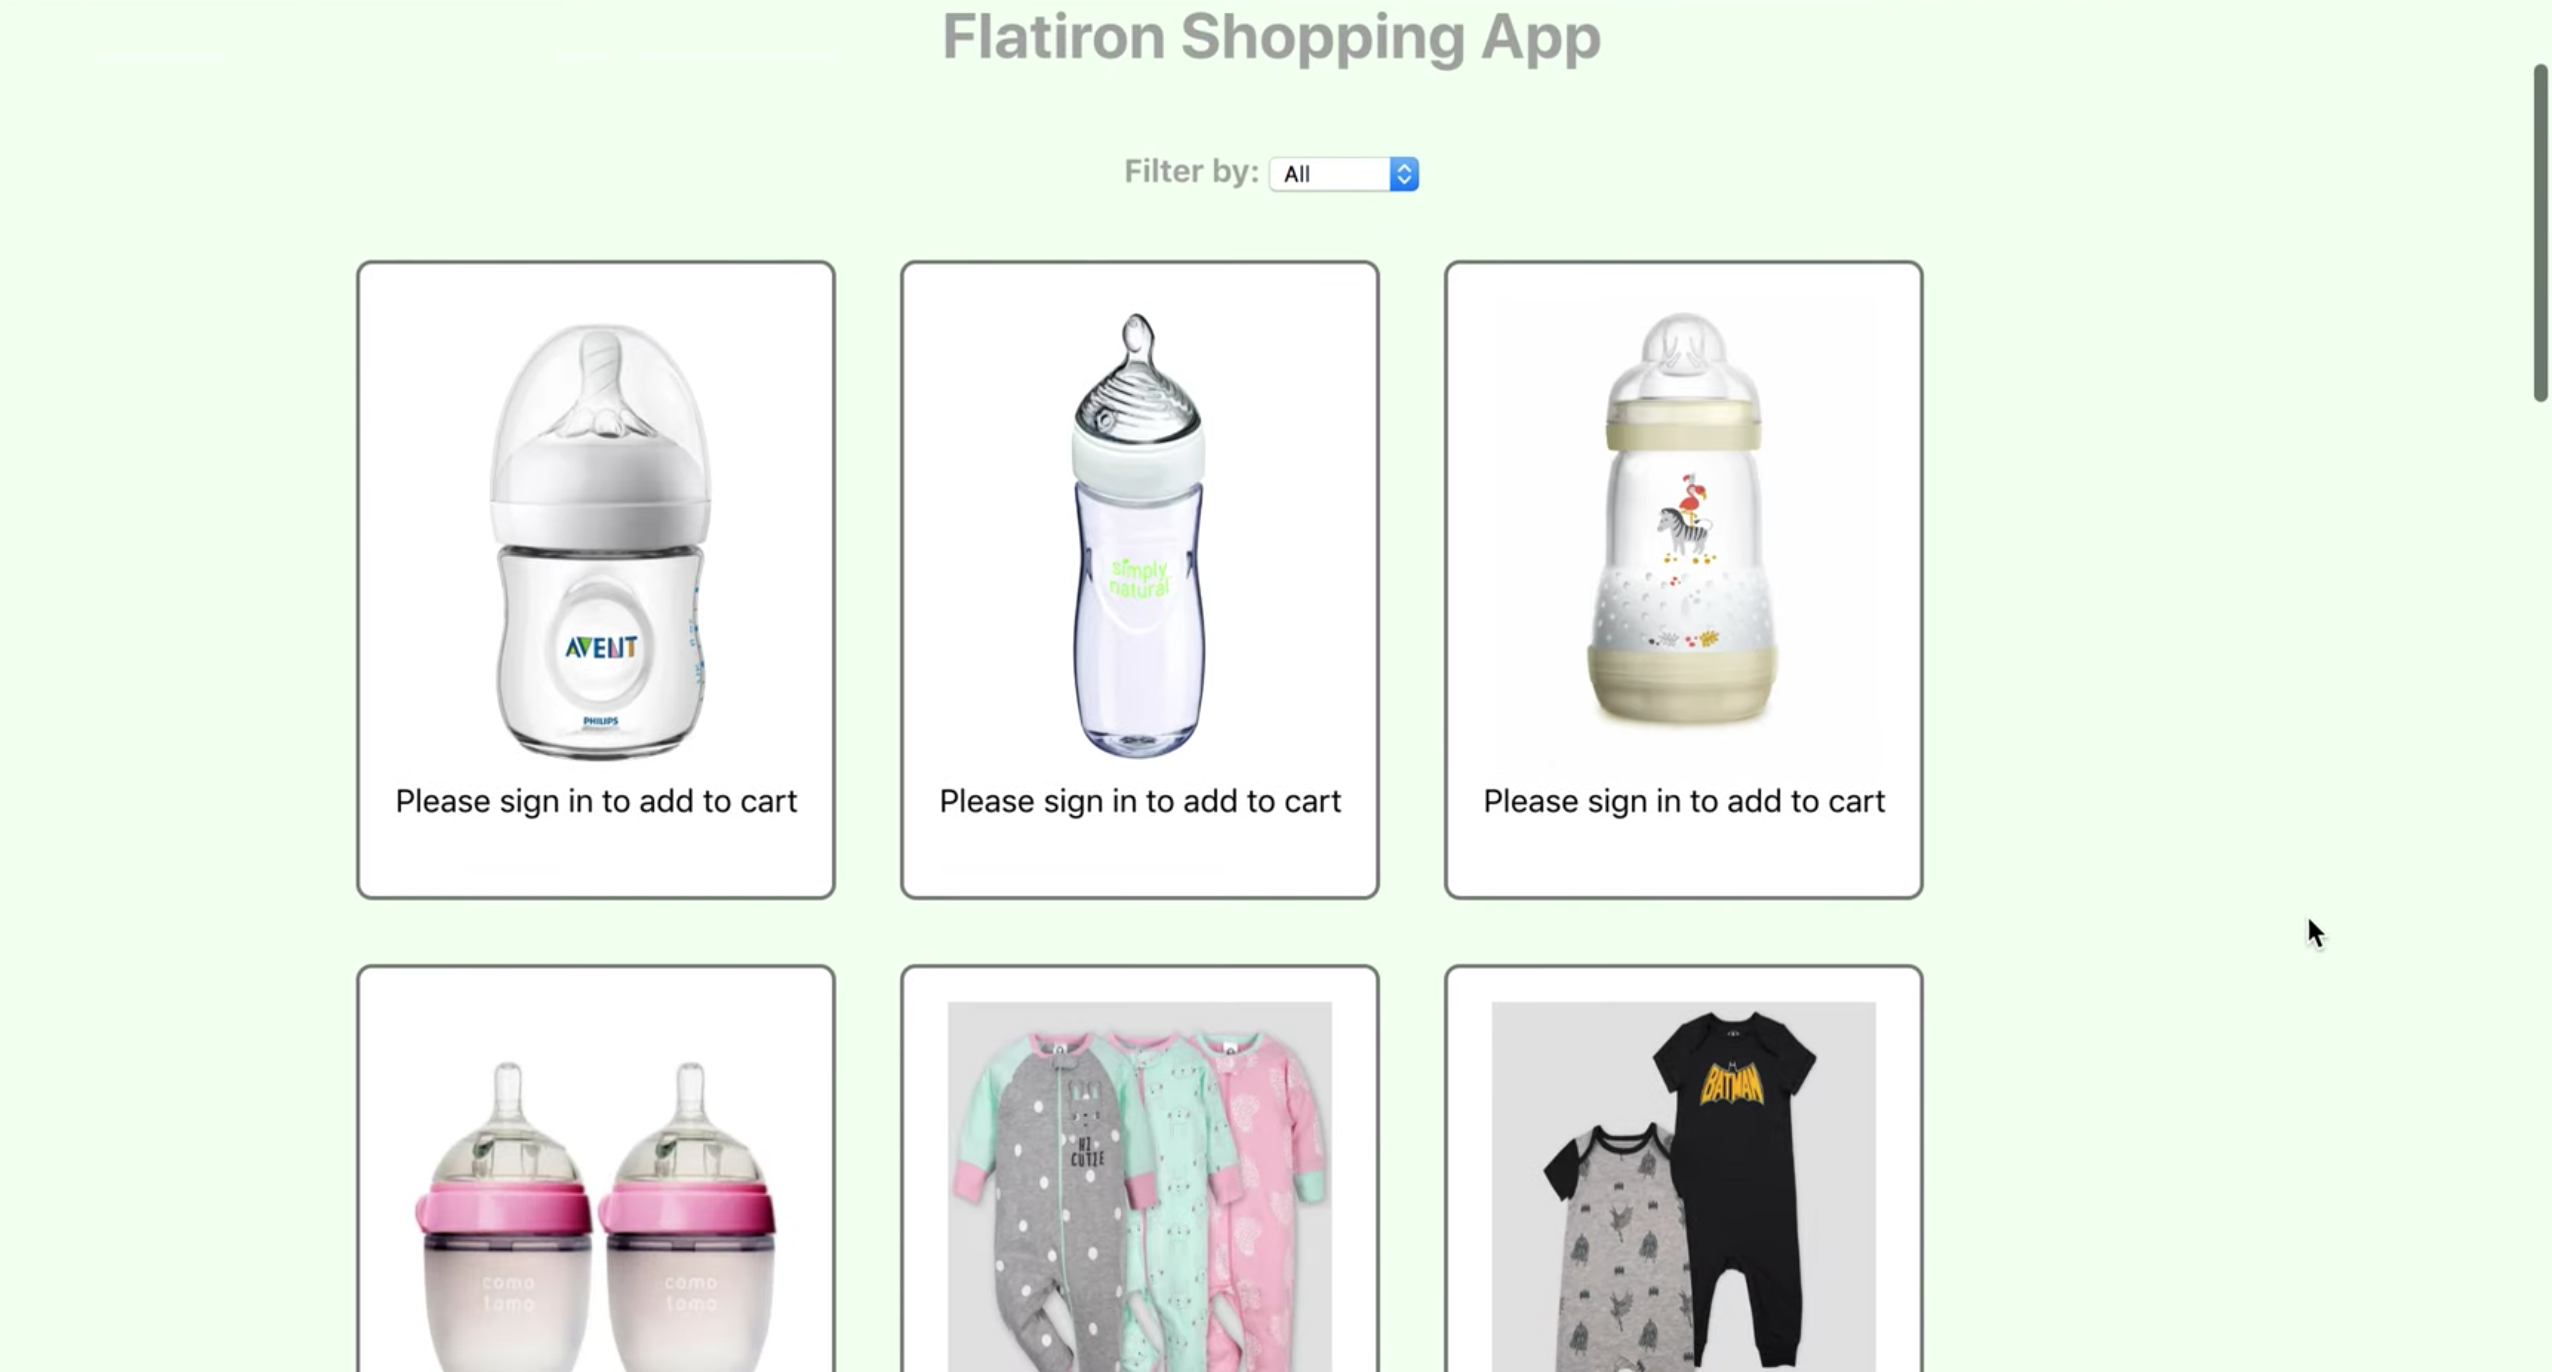 Flatiron Shopping App
Filter by: All
AVENT
PHILIPS
simply
natural
Please sign in to add to cart
Please sign in to add to cart
Please sign in to add to cart
como
tomo
como
tomo
HI
CUTIE
BATMAN